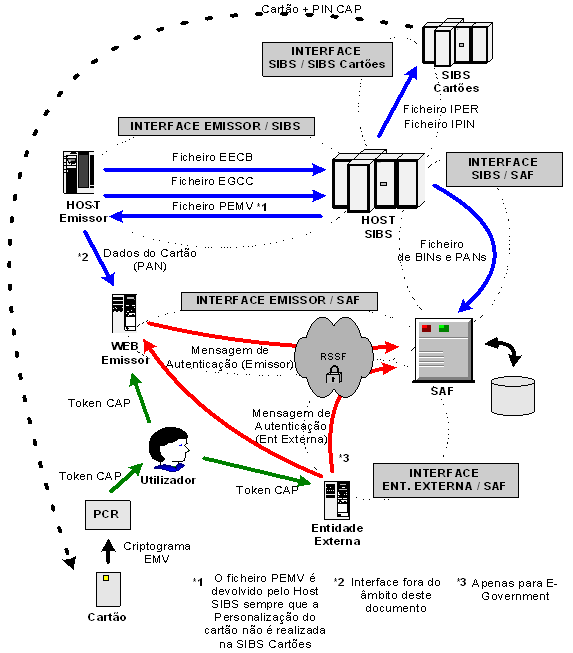 Cartão + PIN CAP
INTERFACE
SIBS / SIBS Cartões
SIBS
Cartões
Ficheiro IPER
Ficheiro IPIN
INTERFACE EMISSOR / SIBS
Ficheiro EECB
Ficheiro EGCC
Ficheiro PEMV *1
HOST
Emissor
HOST
SIBS
INTERFACE
SIBS / SAF
*2
Dados do Cartão
(PAN)
Ficheiro
de BINs e PANs
INTERFACE EMISSOR / SAF
WEB
Emissor
Mensagem de
Autenticação (Emissor)
RSSF
SAF
Token CAP
Mensagem de
Autenticação
(Ent Externa)
*3
Utilizador
Token CAP
Token CAP
INTERFACE
ENT. EXTERNA / SAF
PCR
Entidade
Externa
Criptograma
EMV
Cartão
*1 O ficheiro PEMV é
devolvido pelo Host
SIBS sempre que a
Personalização do
cartão não é realizada
na SIBS Cartões
*2 Interface fora do
âmbito deste
documento
*3 Apenas para E-
Government